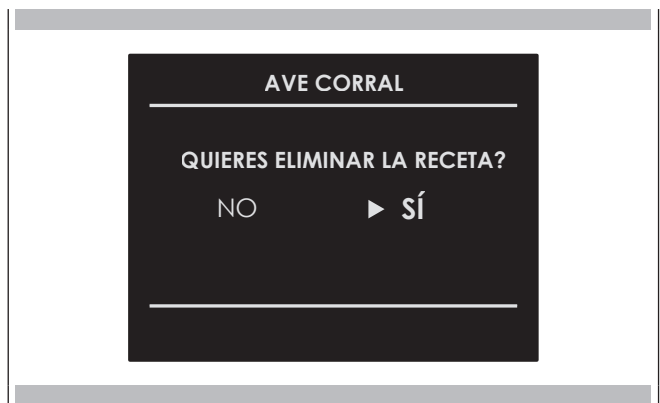 AVE CORRAL
QUIERES ELIMINAR LA RECETA?
NO ▶ SÍ